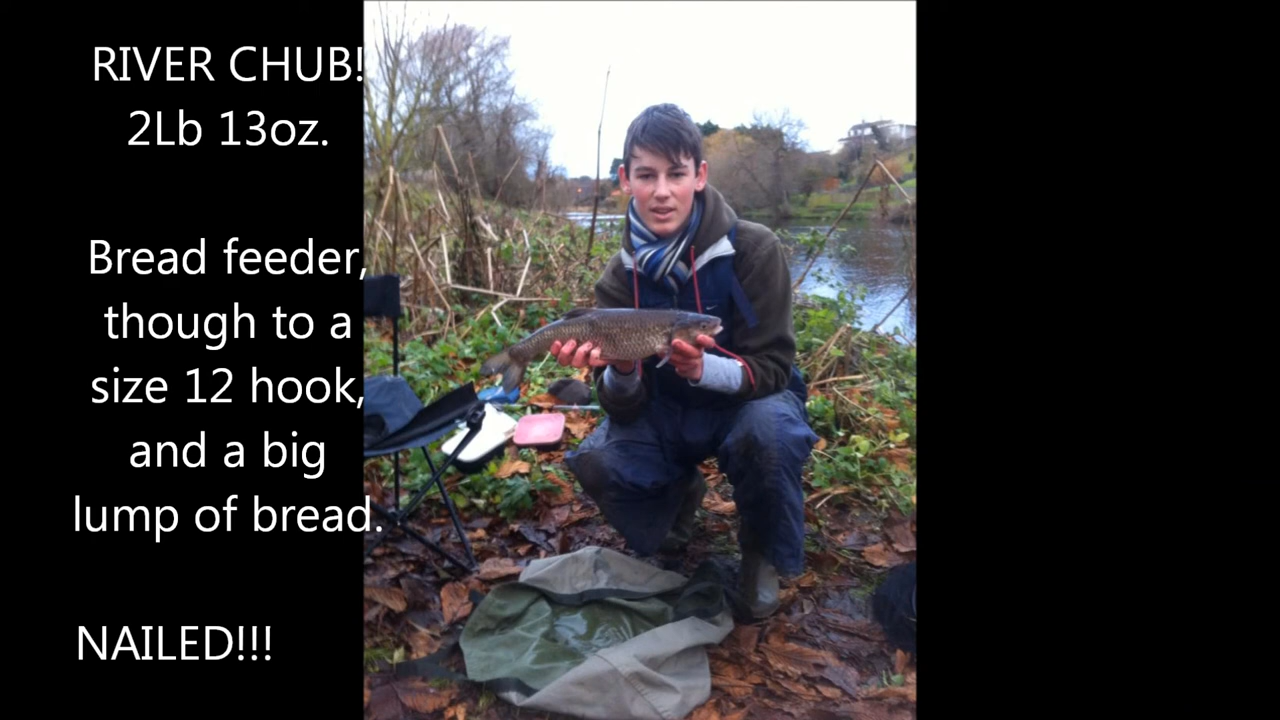 RIVER CHUB!
2Lb 13oz.
Bread feeder,
though to a
size 12 hook,
and a big
lump of bread.
NAILED!!!